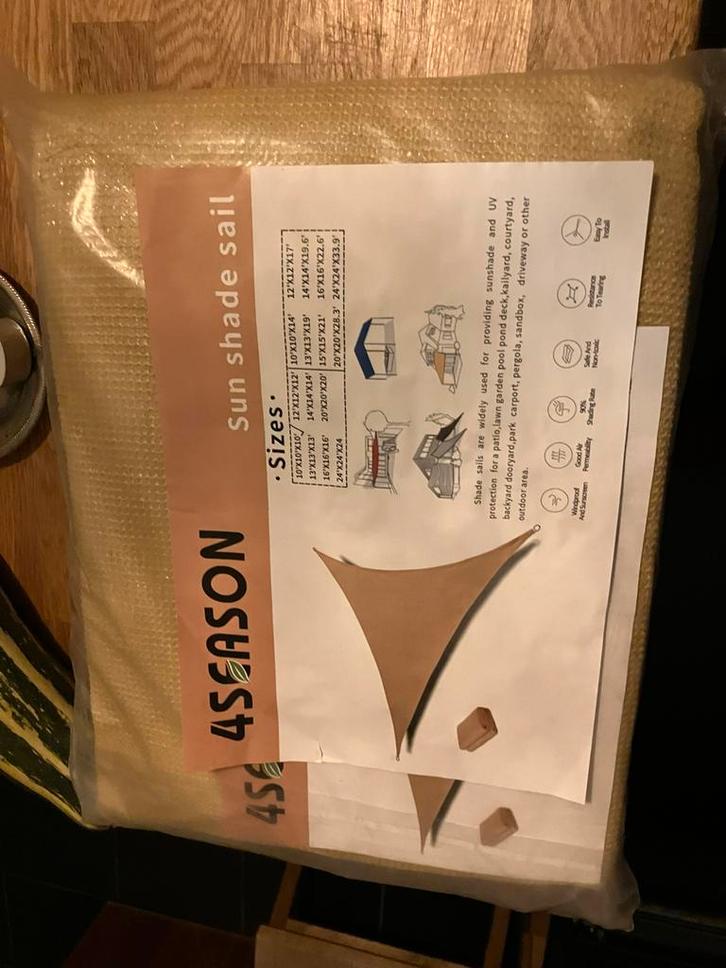 4SEASON Sun shade sail
· Sizes ·
10'X10'X10' 12'X12'X12' 10'X10'X14' 12'X12'X17'
13'X13'X13' 14'X14'X14' 13'X13'X19' 14'X14'X19.6'
16'X16'X16' 20'X20'X20' 15'X15'X21' 16'X16'X22.6'
24'X24'X24 20'X20'X28.3' 24'X24'X33.9'
Shade sails are widely used for providing sunshade and UV
protection for a patio,lawn garden pool pond deck,kailyard, courtyard,
backyard dooryard,park carport, pergola, sandbox, driveway or other
outdoor area.
Windproof And Sunscreen
Good Air Permeability
90% Shading Rate
Safe And Non-toxic
Resistance To Tearing
Easy To Install
4SE